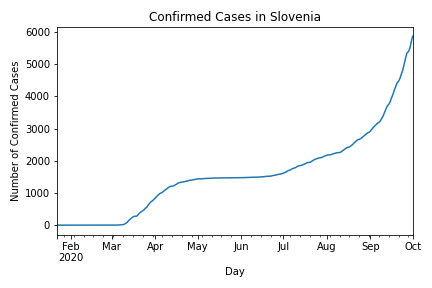 Confirmed Cases in Slovenia
6000
5000
4000
3000
2000
1000
0
Number of Confirmed Cases
Feb Mar Apr May Jun Jul Aug Sep Oct
2020
Day